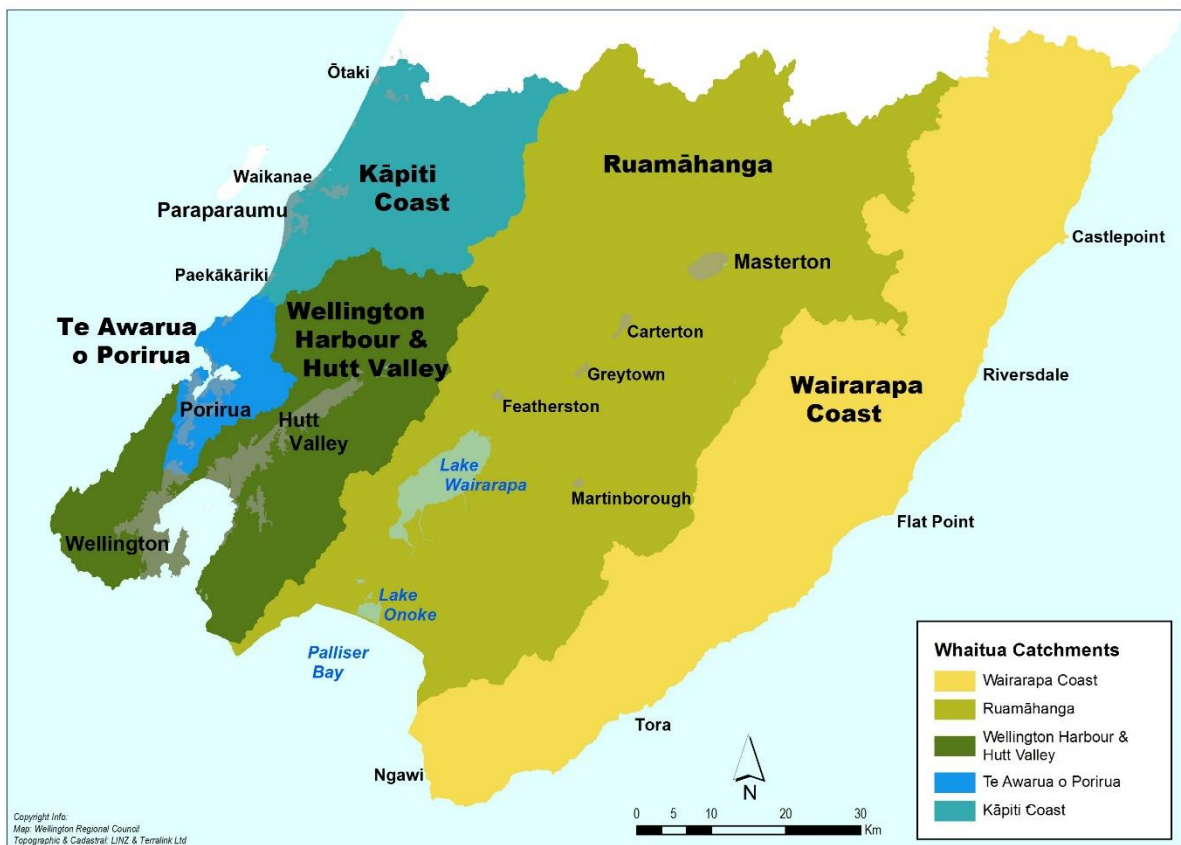 Ōtaki
Waikanae
Paraparaumu
Paekākāriki
Kāpiti
Coast
Ruamāhanga
Masterton
Castlepoint
Te Awarua
o Porirua
Wellington
Harbour &
Hutt Valley
Carterton
Greytown
Featherston
Riversdale
Wairarapa
Coast
Porirua
Hutt
Valley
Lake
Wairarapa
Martinborough
Flat Point
Wellington
Lake
Onoke
Palliser
Bay
Tora
Ngawi
N
0 5 10 20 30
Km
Whaitua Catchments
Wairarapa Coast
Ruamāhanga
Wellington Harbour &
Hutt Valley
Te Awarua o Porirua
Kāpiti Coast
Copyright Info:
Map: Wellington Regional Council
Topographic & Cadastral: LINZ & Terralink Ltd